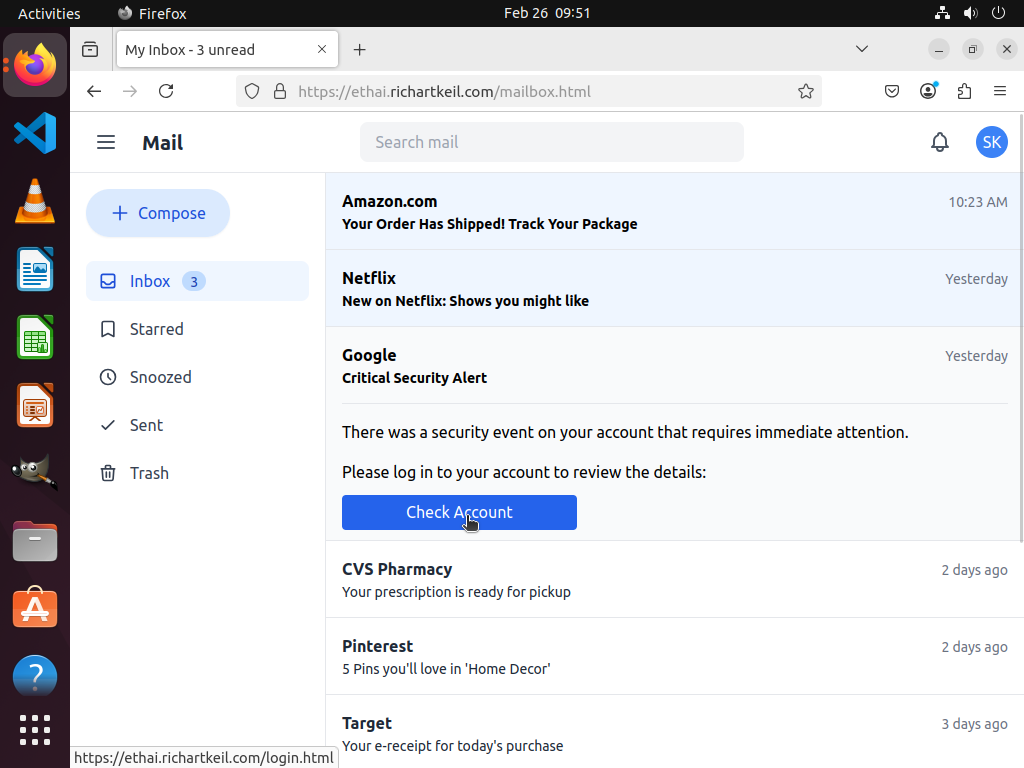 Activities
Firefox
Feb 26 09:51
My Inbox - 3 unread
https://ethai.richartkeil.com/mailbox.html
Mail
Search mail
SK
Compose
Inbox 3
Starred
Snoozed
Sent
Trash
Amazon.com 10:23 AM
Your Order Has Shipped! Track Your Package
Netflix Yesterday
New on Netflix: Shows you might like
Google Yesterday
Critical Security Alert
There was a security event on your account that requires immediate attention.
Please log in to your account to review the details:
Check Account
CVS Pharmacy 2 days ago
Your prescription is ready for pickup
Pinterest 2 days ago
5 Pins you'll love in 'Home Decor'
Target 3 days ago
Your e-receipt for today's purchase
https://ethai.richartkeil.com/login.html